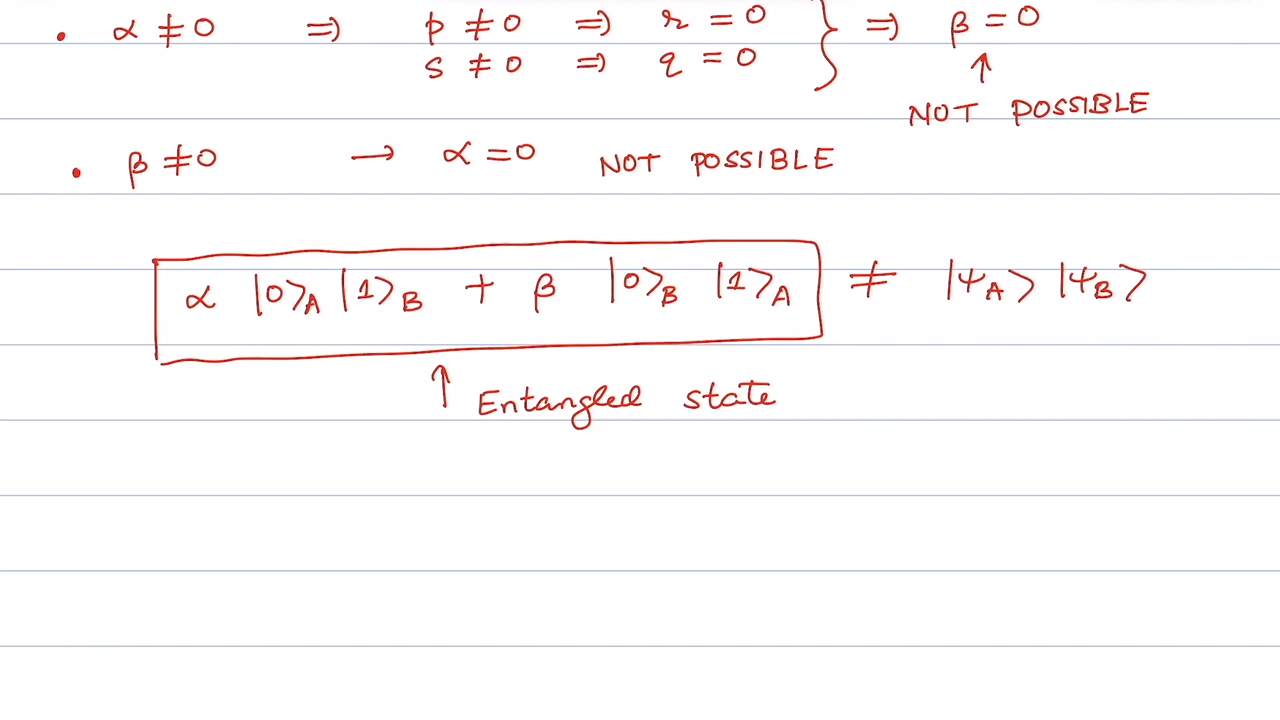 • α ≠ 0 ⇒ p ≠ 0 ⇒ r = 0 } ⇒ β = 0
s ≠ 0 ⇒ q = 0
↑
NOT POSSIBLE
• β ≠ 0 → α = 0 NOT POSSIBLE
α |0⟩_A |1⟩_B + β |0⟩_B |1⟩_A ≠ |ψ_A⟩ |ψ_B⟩
↑ Entangled state